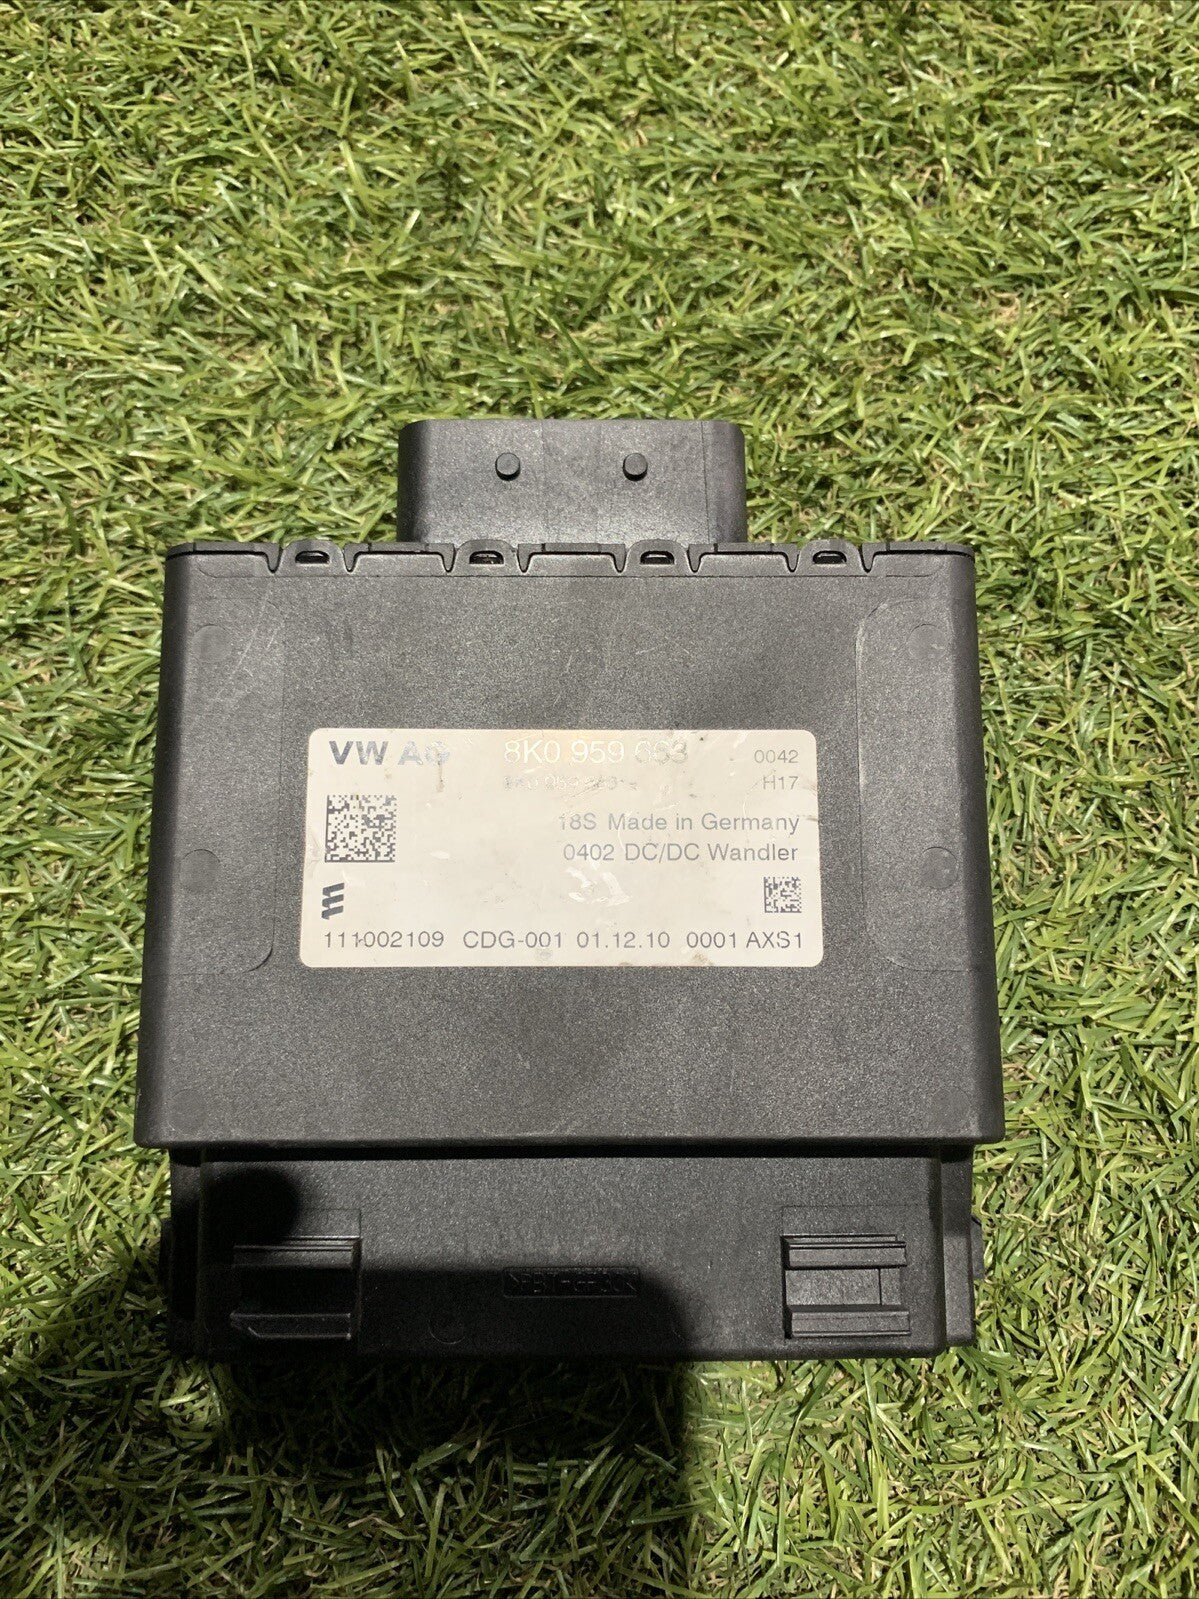 VW AG 8K0 959 663 0042
H17
18S Made in Germany
0402 DC/DC Wandler
111002109 CDG-001 01.12.10 0001 AXS1